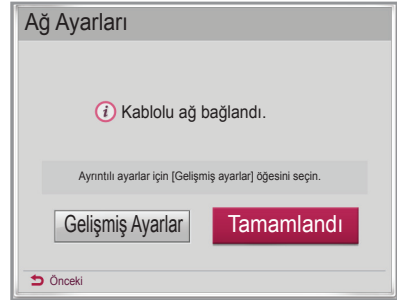 Ağ Ayarları
Kablolu ağ bağlandı.
Ayrıntılı ayarlar için [Gelişmiş ayarlar] öğesini seçin.
Gelişmiş Ayarlar
Tamamlandı
Önceki